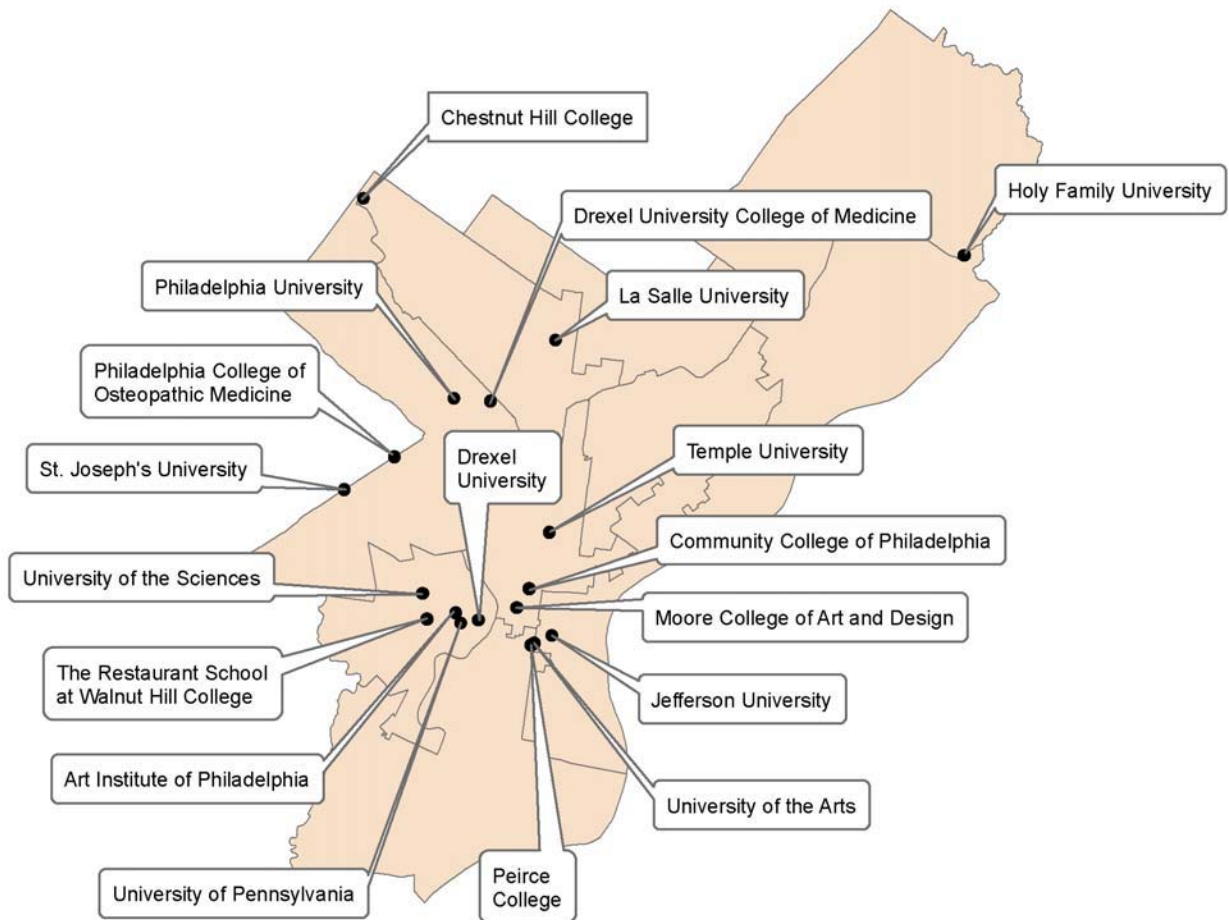 Chestnut Hill College
Holy Family University
Drexel University College of Medicine
Philadelphia University
La Salle University
Philadelphia College of
Osteopathic Medicine
St. Joseph's University
Drexel
University
Temple University
Community College of Philadelphia
University of the Sciences
Moore College of Art and Design
The Restaurant School
at Walnut Hill College
Jefferson University
Art Institute of Philadelphia
University of the Arts
University of Pennsylvania
Peirce
College